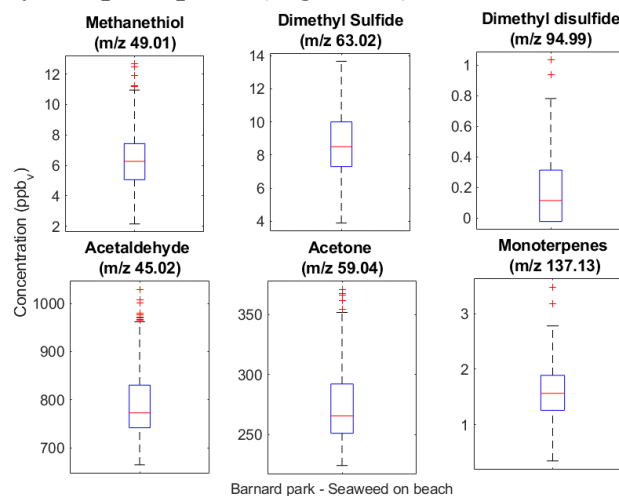 Methanethiol
(m/z 49.01)
Dimethyl Sulfide
(m/z 63.02)
Dimethyl disulfide
(m/z 94.99)
12
10
8
6
4
2
14
12
10
8
6
4
1
0.8
0.6
0.4
0.2
0
Concentration (ppbv)
Acetaldehyde
(m/z 45.02)
Acetone
(m/z 59.04)
Monoterpenes
(m/z 137.13)
1000
900
800
700
350
300
250
3
2
1
Barnard park - Seaweed on beach